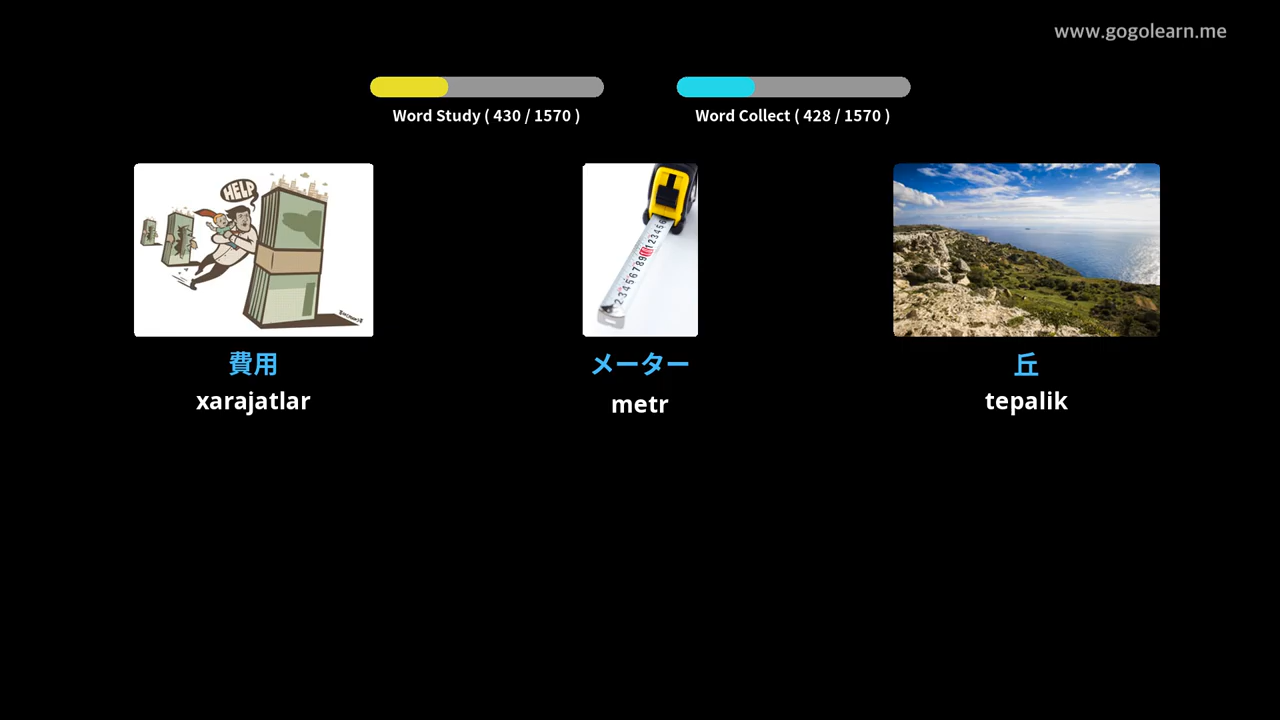 www.gogolearn.me
Word Study ( 430 / 1570 )
Word Collect ( 428 / 1570 )
HELP
費用
メーター
丘
xarajatlar
metr
tepalik